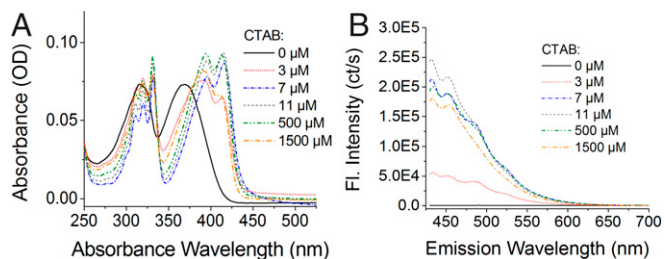 A
Absorbance (OD)
0.10
0.05
0.00
CTAB:
0 µM
3 µM
7 µM
11 µM
500 µM
1500 µM
250 300 350 400 450 500
Absorbance Wavelength (nm)
B
Fl. Intensity (ct/s)
3.0E5
2.5E5
2.0E5
1.5E5
1.0E5
5.0E4
0.0
CTAB:
0 µM
3 µM
7 µM
11 µM
500 µM
1500 µM
450 500 550 600 650 700
Emission Wavelength (nm)